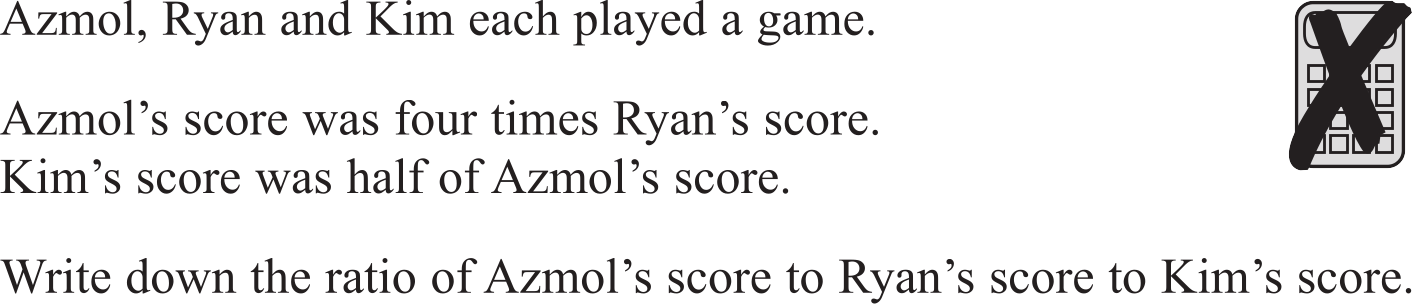 Azmol, Ryan and Kim each played a game.
Azmol’s score was four times Ryan’s score.
Kim’s score was half of Azmol’s score.
Write down the ratio of Azmol’s score to Ryan’s score to Kim’s score.